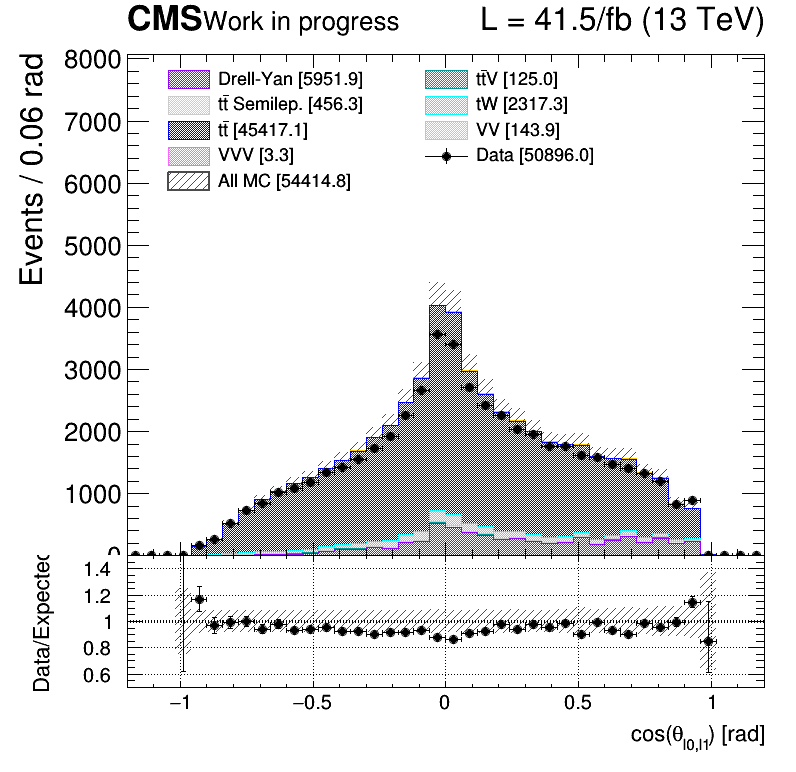 CMS Work in progress L = 41.5/fb (13 TeV)
Events / 0.06 rad
8000
7000
6000
5000
4000
3000
2000
1000
0
Drell-Yan [5951.9]
tt̄ Semilep. [456.3]
tt̄ [45417.1]
VVV [3.3]
All MC [54414.8]
tt̄V [125.0]
tW [2317.3]
VV [143.9]
Data [50896.0]
Data/Expected
1.4
1.2
1
0.8
0.6
−1 −0.5 0 0.5 1
cos(θl0,l1) [rad]